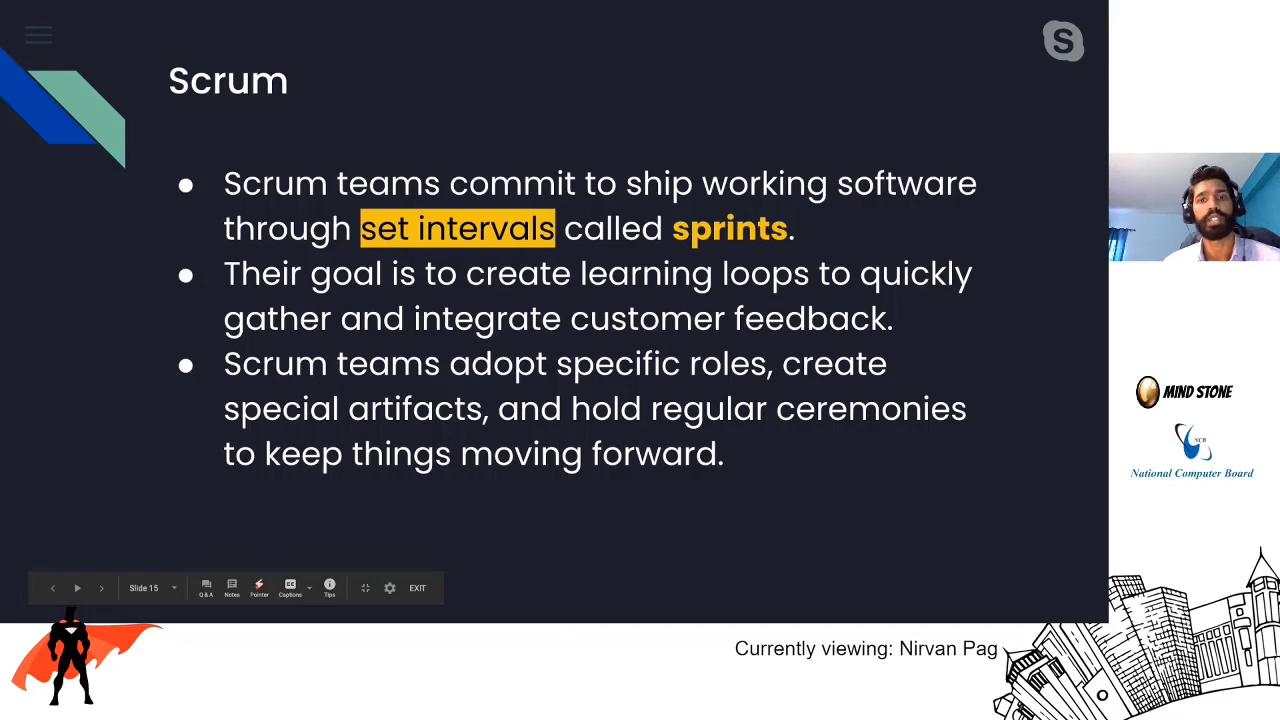 S
Scrum
● Scrum teams commit to ship working software
through set intervals called sprints.
● Their goal is to create learning loops to quickly
gather and integrate customer feedback.
● Scrum teams adopt specific roles, create
special artifacts, and hold regular ceremonies
to keep things moving forward.
MIND STONE
NCB
National Computer Board
Slide 15
Q & A
Notes
Pointer
CC
Captions
Tips
EXIT
Currently viewing: Nirvan Pag